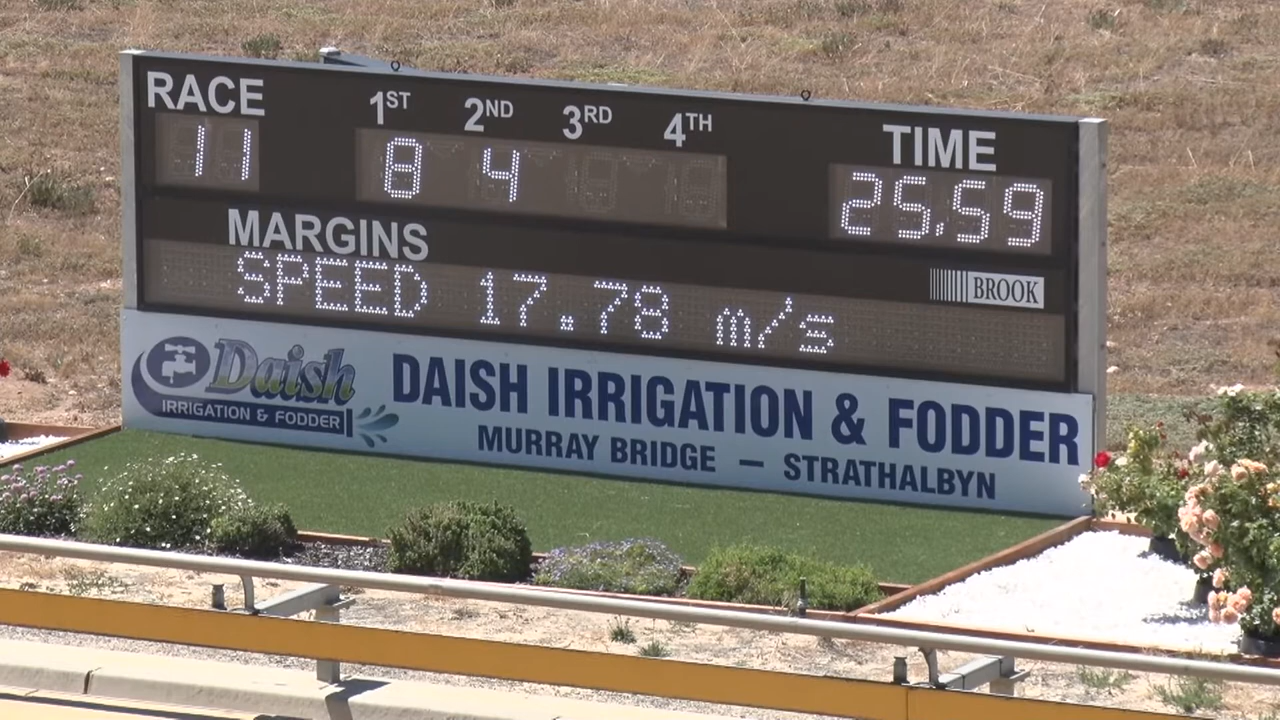 RACE 1ST 2ND 3RD 4TH TIME
11 8 4 25.59
MARGINS
BROOK
SPEED 17.78 m/s
Daish
IRRIGATION & FODDER
DAISH IRRIGATION & FODDER
MURRAY BRIDGE — STRATHALBYN